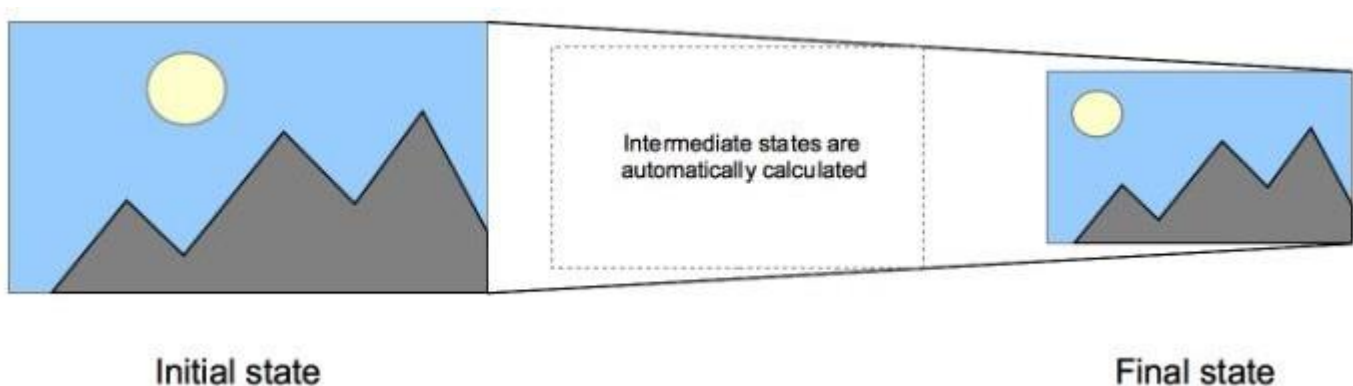 Intermediate states are
automatically calculated
Initial state
Final state